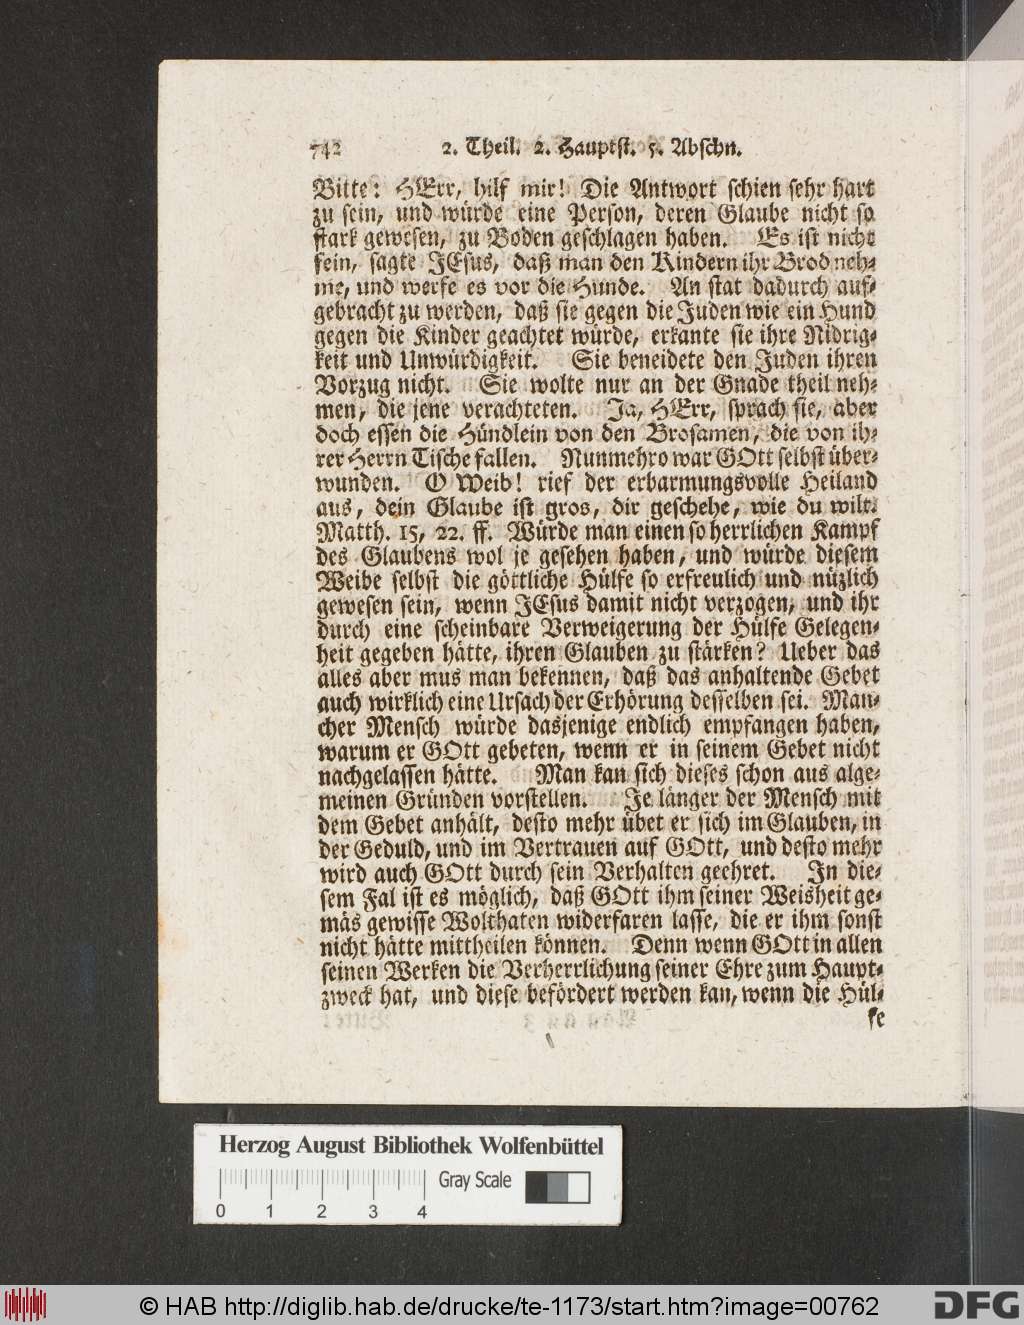 742 2. Theil. 2. Hauptst. 5. Abschn.
Bitte: HErr, hilf mir! Die Antwort schien sehr hart
zu sein, und würde eine Person, deren Glaube nicht so
stark gewesen, zu Boden geschlagen haben. Es ist nicht
fein, sagte JEsus, daß man den Kindern ihr Brod neh-
me, und werfe es vor die Hunde. An stat dadurch auf-
gebracht zu werden, daß sie gegen die Juden wie ein Hund
gegen die Kinder geachtet würde, erkante sie ihre Nidrig-
keit und Unwürdigkeit. Sie beneidete den Juden ihren
Vorzug nicht. Sie wolte nur an der Gnade theil neh-
men, die jene verachteten. Ja, HErr, sprach sie, aber
doch essen die Hündlein von den Brosamen, die von ih-
rer Herrn Tische fallen. Nunmehro war GOtt selbst über-
wunden. O Weib! rief der erbarmungsvolle Heiland
aus, dein Glaube ist gros, dir geschehe, wie du wilt.
Matth. 15, 22. ff. Würde man einen so herrlichen Kampf
des Glaubens wol je gesehen haben, und würde diesem
Weibe selbst die göttliche Hülfe so erfreulich und nüzlich
gewesen sein, wenn JEsus damit nicht verzogen, und ihr
durch eine scheinbare Verweigerung der Hülfe Gelegen-
heit gegeben hätte, ihren Glauben zu stärken? Ueber das
alles aber mus man bekennen, daß das anhaltende Gebet
auch wirklich eine Ursach der Erhörung desselben sei. Man-
cher Mensch würde dasjenige endlich empfangen haben,
warum er GOtt gebeten, wenn er in seinem Gebet nicht
nachgelassen hätte. Man kan sich dieses schon aus alge-
meinen Gründen vorstellen. Je länger der Mensch mit
dem Gebet anhält, desto mehr übet er sich im Glauben, in
der Geduld, und im Vertrauen auf GOtt, und desto mehr
wird auch GOtt durch sein Verhalten geehret. In die-
sem Fal ist es möglich, daß GOtt ihm seiner Weisheit ge-
mäs gewisse Wolthaten widerfaren lasse, die er ihm sonst
nicht hätte mittheilen können. Denn wenn GOtt in allen
seinen Werken die Verherrlichung seiner Ehre zum Haupt-
zweck hat, und diese befördert werden kan, wenn die Hül-
fe
Herzog August Bibliothek Wolfenbüttel
Gray Scale
0 1 2 3 4
© HAB http://diglib.hab.de/drucke/te-1173/start.htm?image=00762
DFG